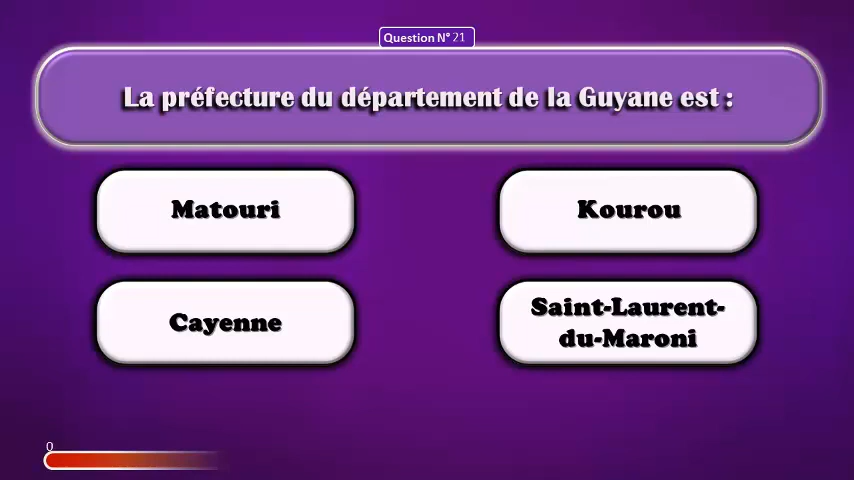 Question N° 21
La préfecture du département de la Guyane est :
Matouri
Kourou
Cayenne
Saint-Laurent-
du-Maroni
0